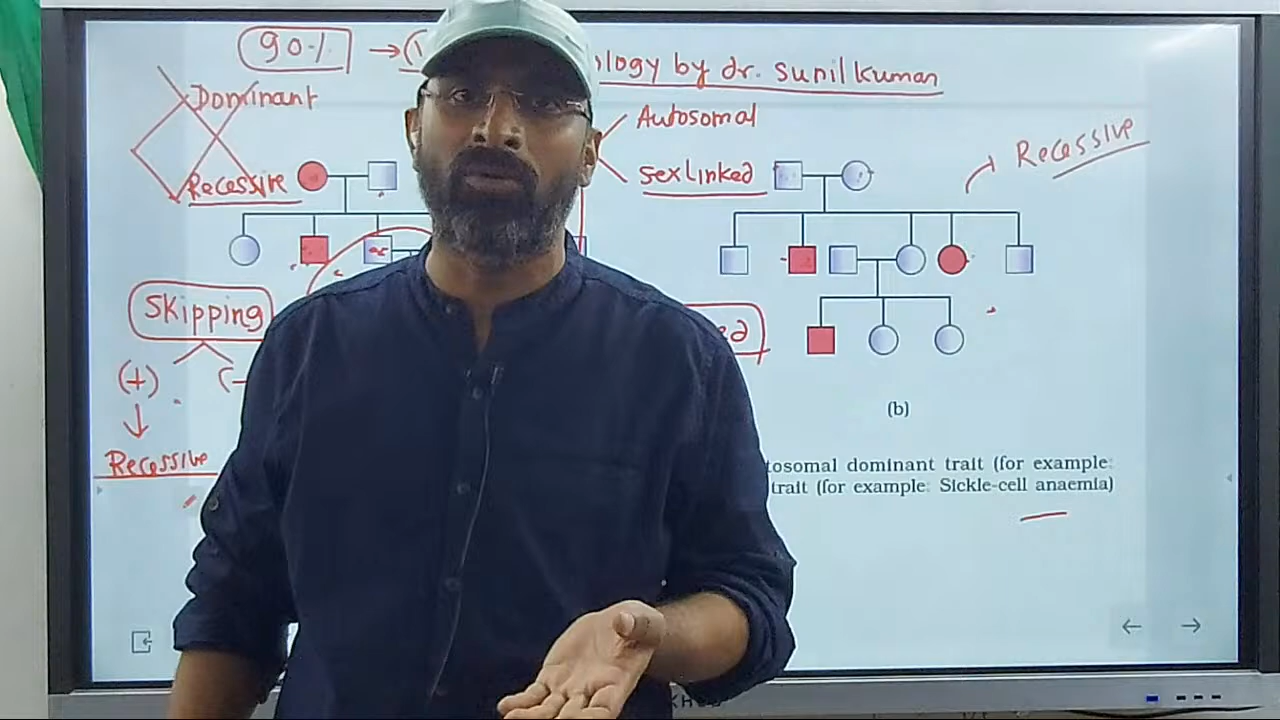 90%
ology by dr. Sunil Kumar
Dominant
Recessive
Autosomal
Sex Linked
Recessive
Skipping
(+)
(-
Recessive
(b)
tosomal dominant trait (for example:
trait (for example: Sickle-cell anaemia)